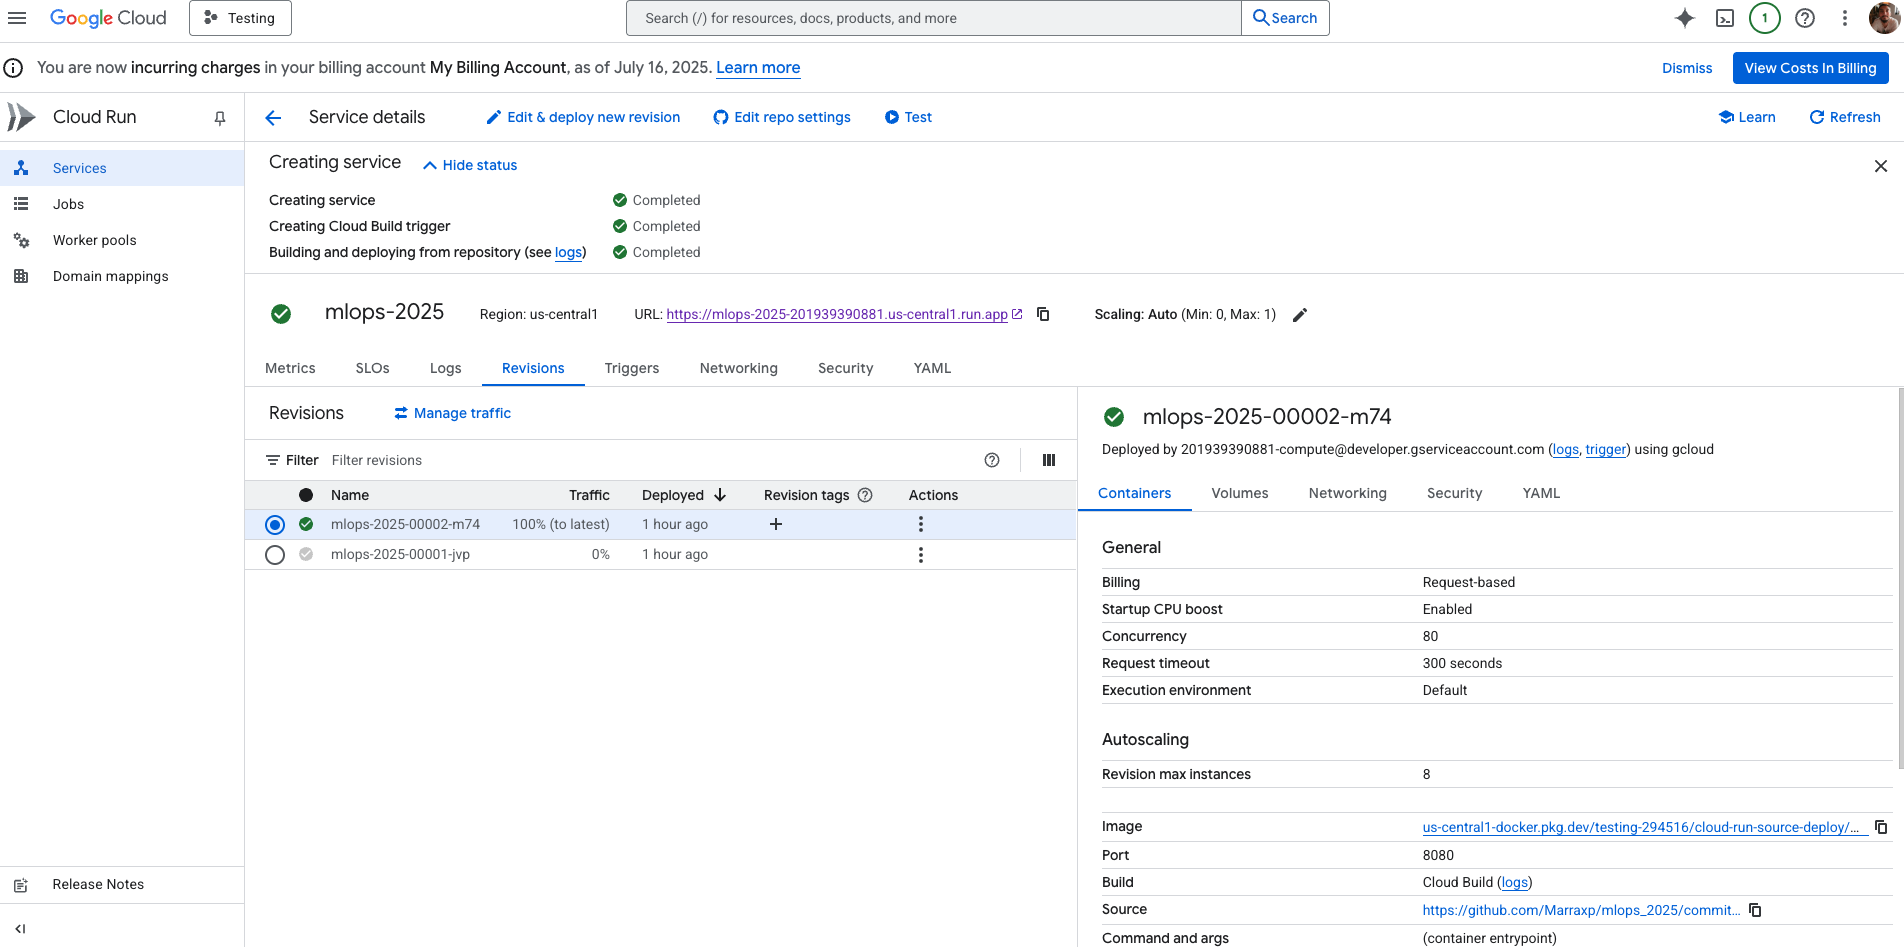 Google Cloud
Testing
Search (/) for resources, docs, products, and more
Search
1
You are now incurring charges in your billing account My Billing Account, as of July 16, 2025. Learn more
Dismiss
View Costs In Billing
Cloud Run
Service details
Edit & deploy new revision
Edit repo settings
Test
Learn
Refresh
Services
Jobs
Worker pools
Domain mappings
Release Notes
Creating service
Hide status
Creating service Completed
Creating Cloud Build trigger Completed
Building and deploying from repository (see logs) Completed
mlops-2025
Region: us-central1
URL: https://mlops-2025-201939390881.us-central1.run.app
Scaling: Auto (Min: 0, Max: 1)
Metrics
SLOs
Logs
Revisions
Triggers
Networking
Security
YAML
Revisions
Manage traffic
Filter Filter revisions
Name Traffic Deployed Revision tags Actions
mlops-2025-00002-m74 100% (to latest) 1 hour ago
mlops-2025-00001-jvp 0% 1 hour ago
mlops-2025-00002-m74
Deployed by 201939390881-compute@developer.gserviceaccount.com (logs, trigger) using gcloud
Containers
Volumes
Networking
Security
YAML
General
Billing Request-based
Startup CPU boost Enabled
Concurrency 80
Request timeout 300 seconds
Execution environment Default
Autoscaling
Revision max instances 8
Image us-central1-docker.pkg.dev/testing-294516/cloud-run-source-deploy/...
Port 8080
Build Cloud Build (logs)
Source https://github.com/Marraxp/mlops_2025/commit...
Command and args (container entrypoint)